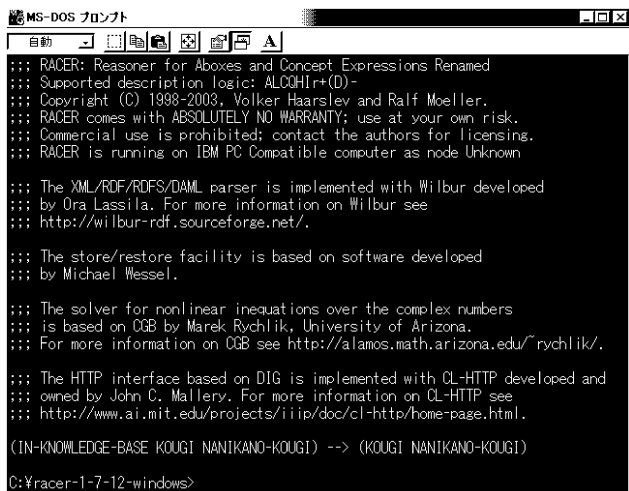 MS-DOS プロンプト
自動
A
;;; RACER: Reasoner for Aboxes and Concept Expressions Renamed
;;; Supported description logic: ALCQHIr+(D)-
;;; Copyright (C) 1998-2003, Volker Haarslev and Ralf Moeller.
;;; RACER comes with ABSOLUTELY NO WARRANTY; use at your own risk.
;;; Commercial use is prohibited; contact the authors for licensing.
;;; RACER is running on IBM PC Compatible computer as node Unknown
;;; The XML/RDF/RDFS/DAML parser is implemented with Wilbur developed
;;; by Ora Lassila. For more information on Wilbur see
;;; http://wilbur-rdf.sourceforge.net/.
;;; The store/restore facility is based on software developed
;;; by Michael Wessel.
;;; The solver for nonlinear inequations over the complex numbers
;;; is based on CGB by Marek Rychlik, University of Arizona.
;;; For more information on CGB see http://alamos.math.arizona.edu/~rychlik/.
;;; The HTTP interface based on DIG is implemented with CL-HTTP developed and
;;; owned by John C. Mallery. For more information on CL-HTTP see
;;; http://www.ai.mit.edu/projects/iiip/doc/cl-http/home-page.html.
(IN-KNOWLEDGE-BASE KOUGI NANIKANO-KOUGI) --> (KOUGI NANIKANO-KOUGI)
C:¥racer-1-7-12-windows>